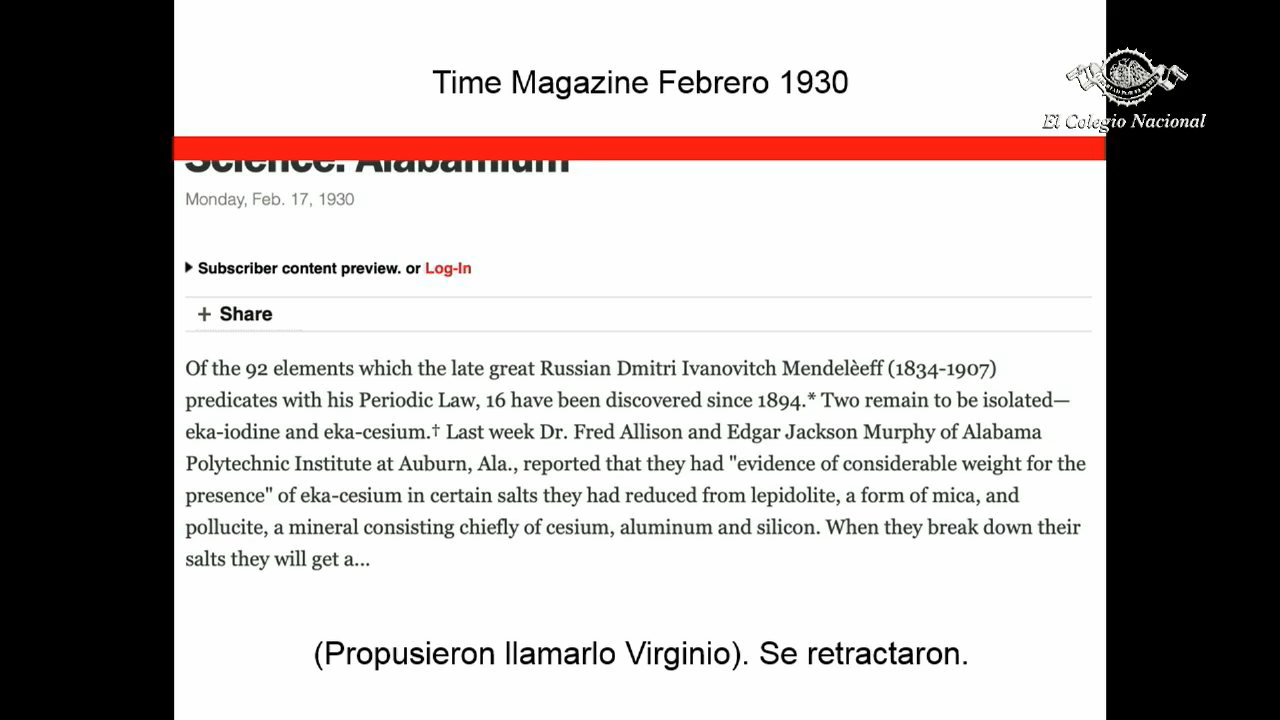 Time Magazine Febrero 1930
El Colegio Nacional
Science: Alabamium
Monday, Feb. 17, 1930
Subscriber content preview. or Log-In
+ Share
Of the 92 elements which the late great Russian Dmitri Ivanovitch Mendelèeff (1834-1907)
predicates with his Periodic Law, 16 have been discovered since 1894.* Two remain to be isolated—
eka-iodine and eka-cesium.† Last week Dr. Fred Allison and Edgar Jackson Murphy of Alabama
Polytechnic Institute at Auburn, Ala., reported that they had "evidence of considerable weight for the
presence" of eka-cesium in certain salts they had reduced from lepidolite, a form of mica, and
pollucite, a mineral consisting chiefly of cesium, aluminum and silicon. When they break down their
salts they will get a...
(Propusieron llamarlo Virginio). Se retractaron.